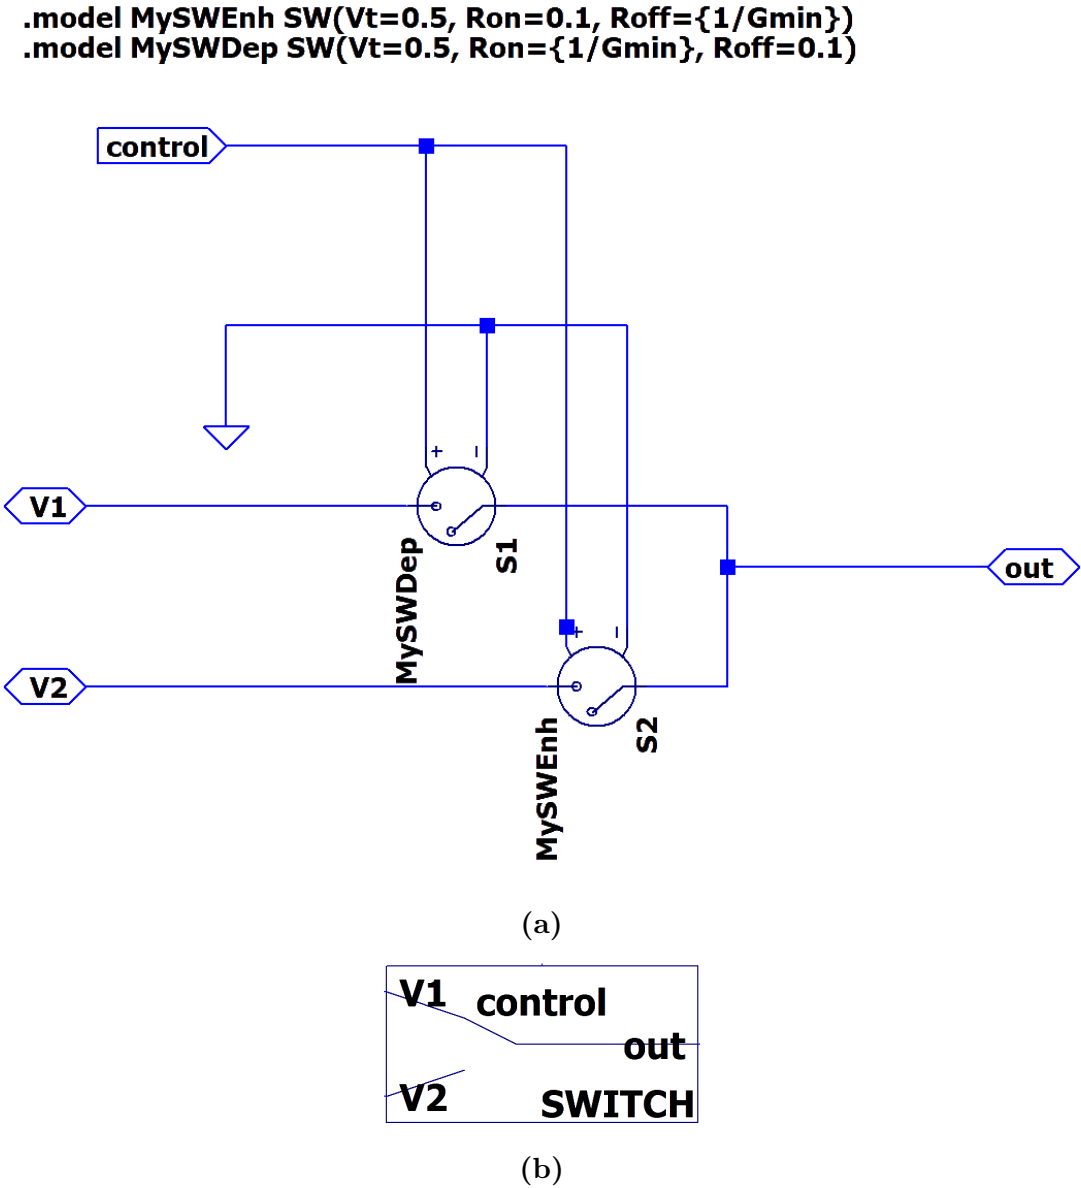 .model MySWEnh SW(Vt=0.5, Ron=0.1, Roff={1/Gmin})
.model MySWDep SW(Vt=0.5, Ron={1/Gmin}, Roff=0.1)
control
+ −
V1
MySWDep
S1
out
+ −
V2
MySWEnh
S2
(a)
V1
control
out
V2
SWITCH
(b)